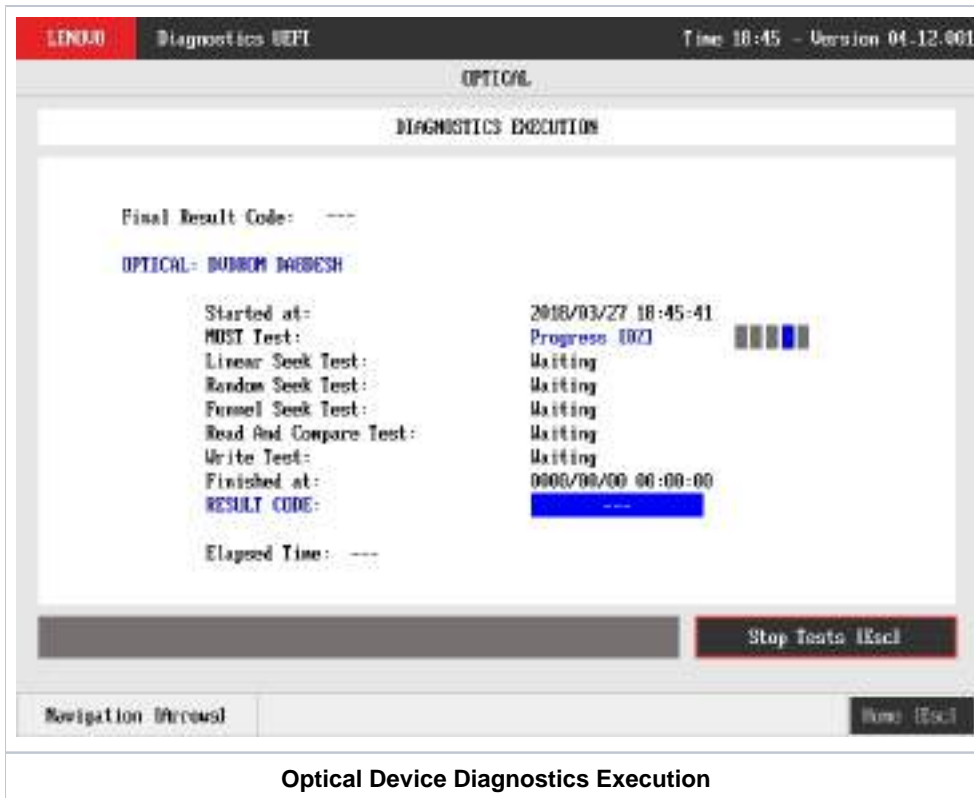 LENOVO Diagnostics UEFI Time 18:45 - Version 04.12.001
OPTICAL
DIAGNOSTICS EXECUTION
Final Result Code: ---
OPTICAL: DVDROM
Started at: 2018/03/27 18:45:41
MOST Test: Progress [0%]
Linear Seek Test: Waiting
Random Seek Test: Waiting
Funnel Seek Test: Waiting
Read And Compare Test: Waiting
Write Test: Waiting
Finished at: 0000/00/00 00:00:00
RESULT CODE: ---
Elapsed Time: ---
Stop Tests [Esc]
Navigation [Arrows] Home [Esc]
Optical Device Diagnostics Execution